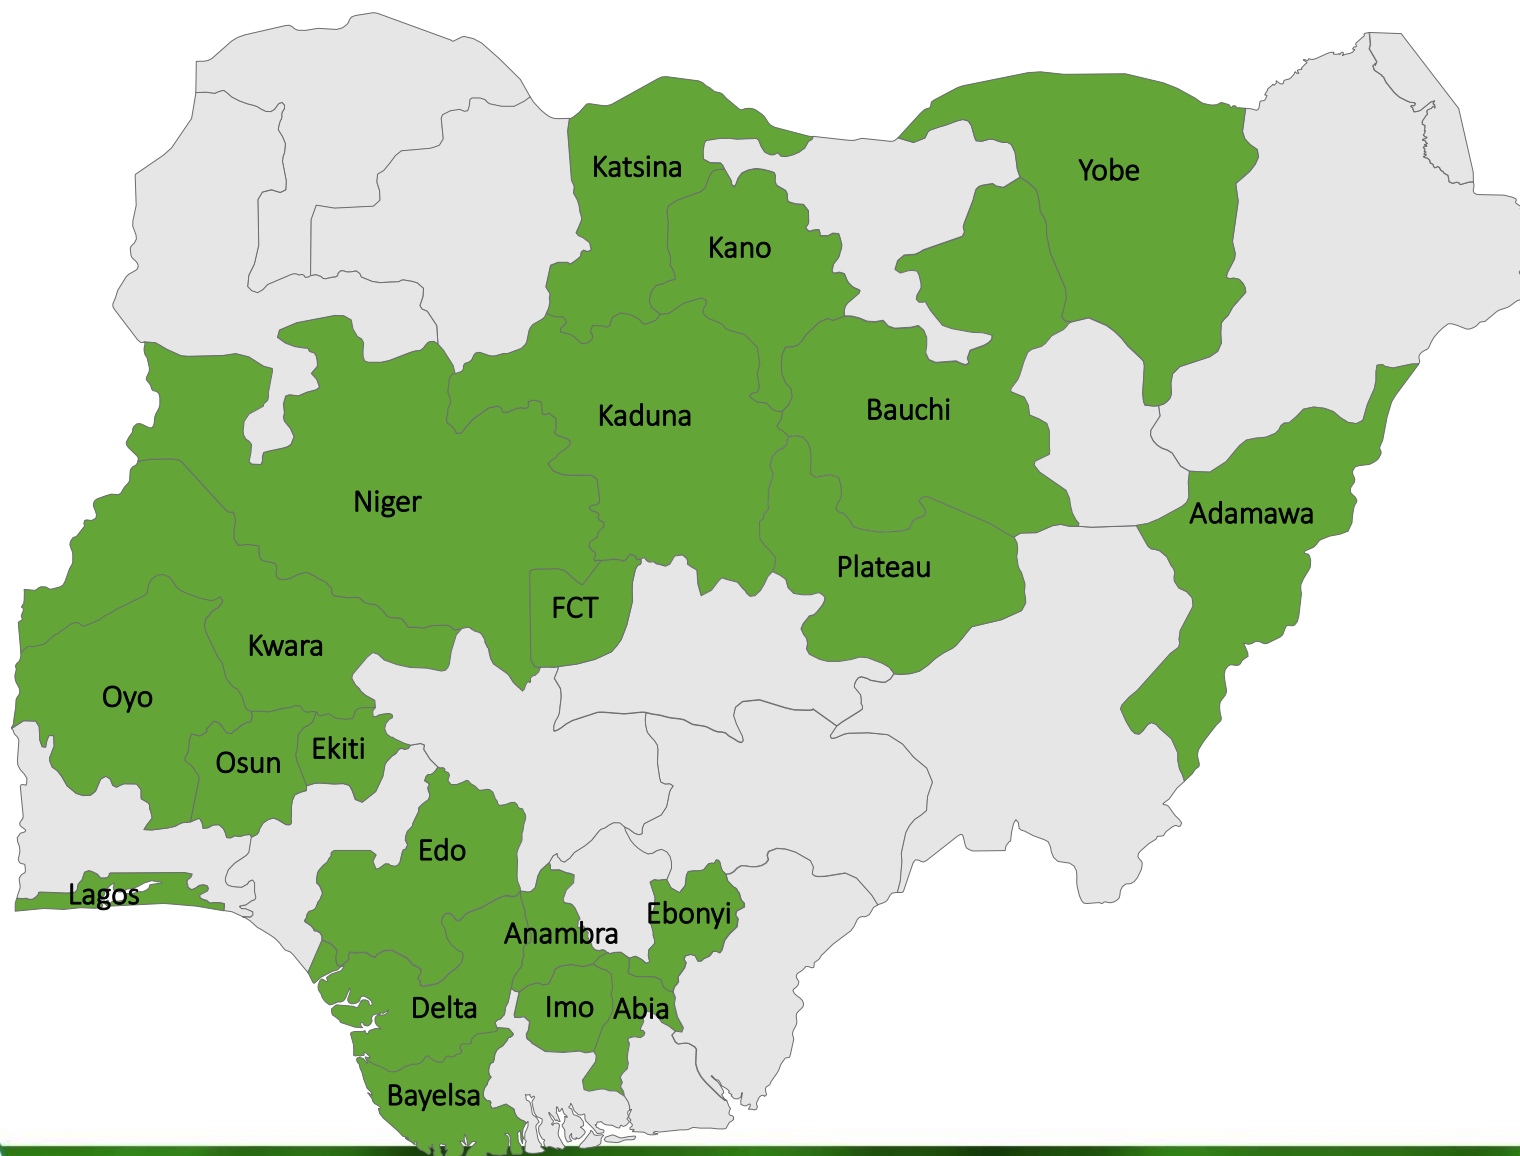 Katsina
Yobe
Kano
Kaduna
Bauchi
Niger
Adamawa
Plateau
FCT
Kwara
Oyo
Osun
Ekiti
Edo
Lagos
Ebonyi
Anambra
Delta
Imo
Abia
Bayelsa